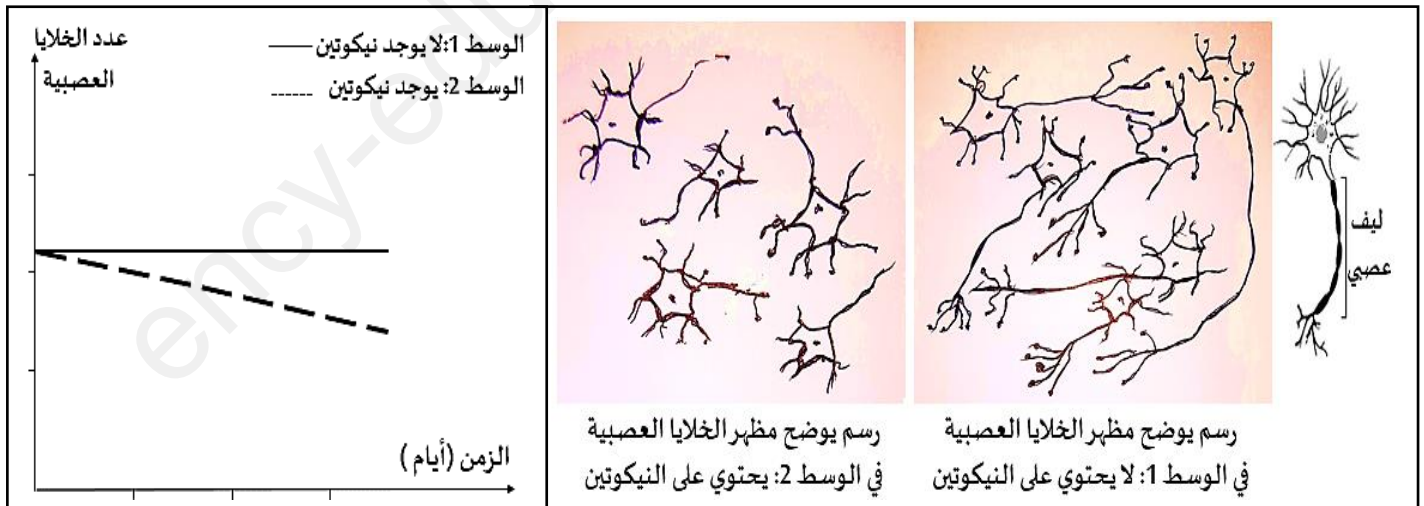 عدد الخلايا
العصبية
الوسط 1:لا يوجد نيكوتين
الوسط 2: يوجد نيكوتين
الزمن (أيام)
ليف
عصبي
رسم يوضح مظهر الخلايا العصبية
في الوسط 1: لا يحتوي على النيكوتين
رسم يوضح مظهر الخلايا العصبية
في الوسط 2: يحتوي على النيكوتين
ency-edu